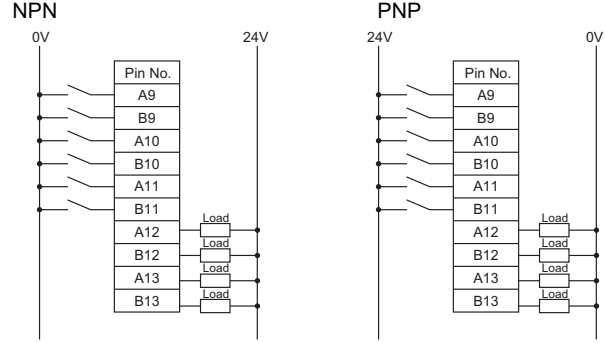 NPN
PNP
0V
24V
24V
0V
Pin No.
Pin No.
A9
A9
B9
B9
A10
A10
B10
B10
A11
A11
B11
B11
Load
Load
A12
A12
Load
Load
B12
B12
Load
Load
A13
A13
Load
Load
B13
B13